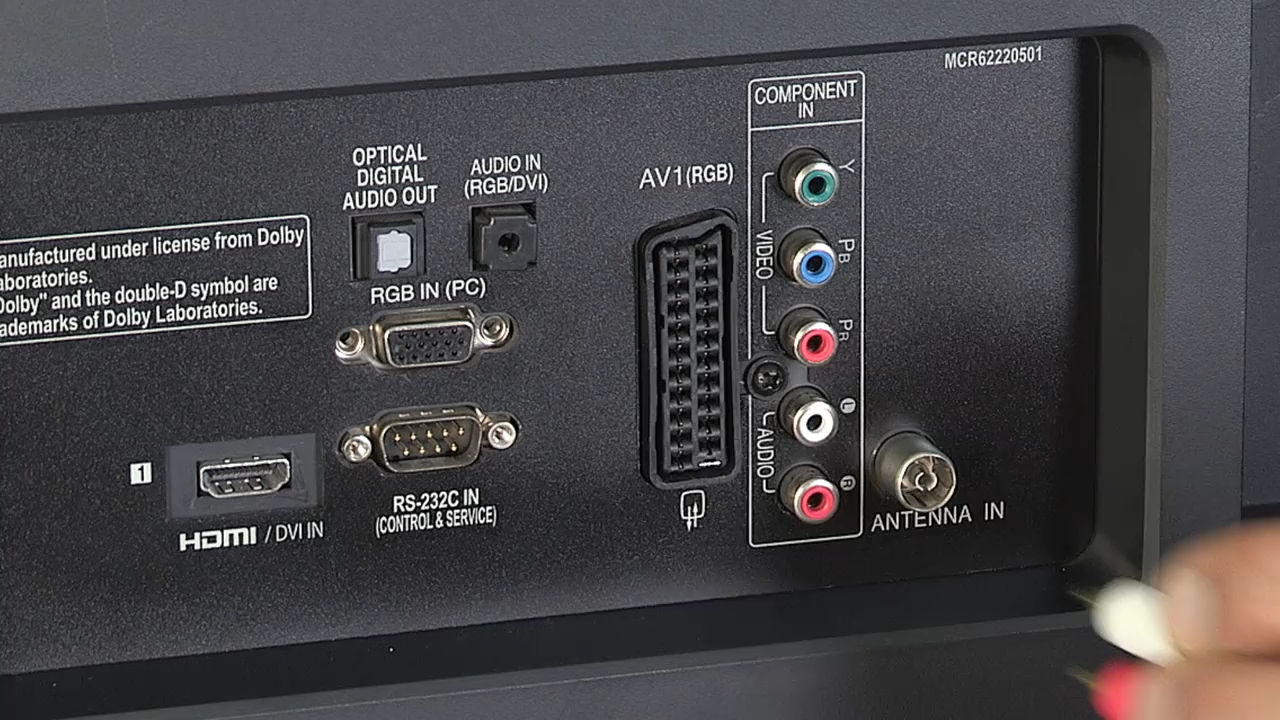 MCR62220501
COMPONENT
IN
OPTICAL
DIGITAL
AUDIO OUT
AUDIO IN
(RGB/DVI)
AV1(RGB)
Y
VIDEO
PB
PR
anufactured under license from Dolby
aboratories.
Dolby" and the double-D symbol are
ademarks of Dolby Laboratories.
RGB IN (PC)
L
AUDIO
R
1
HDMI / DVI IN
RS-232C IN
(CONTROL & SERVICE)
ANTENNA IN